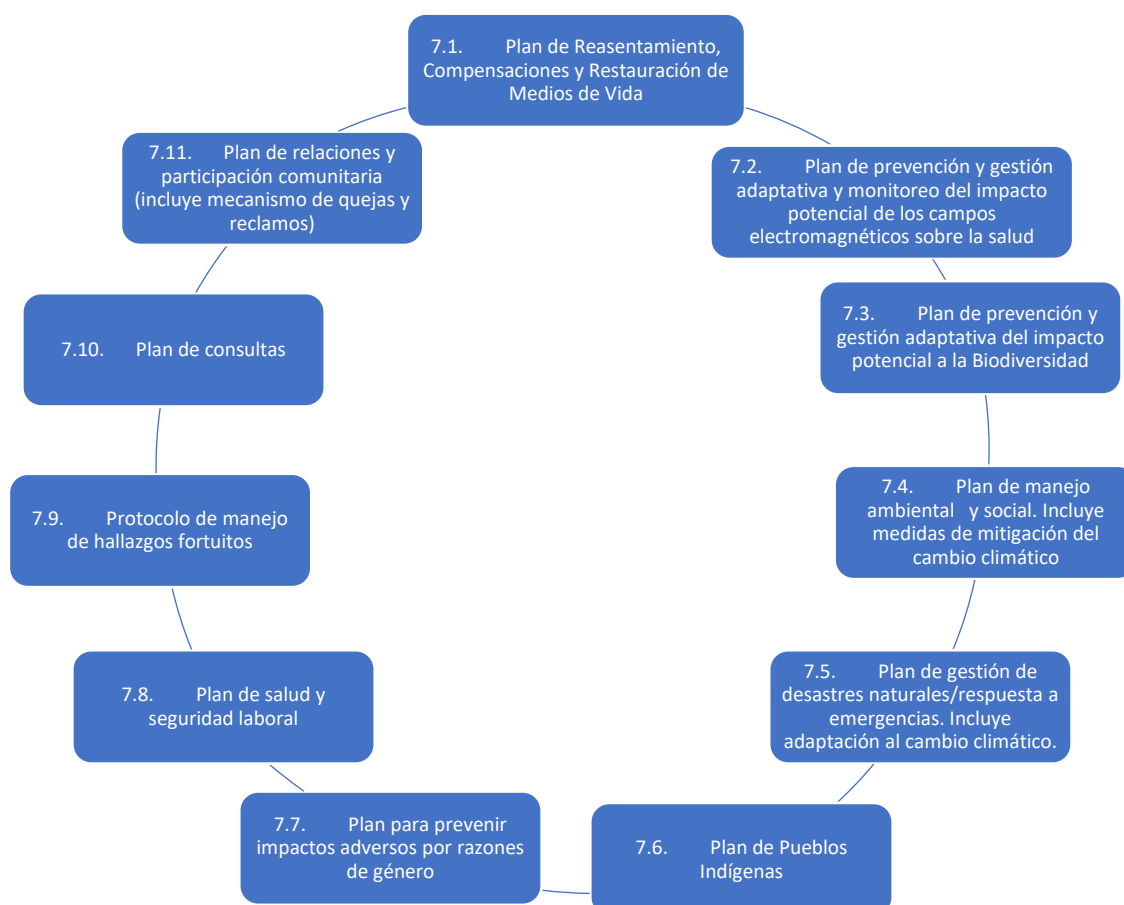 7.1. Plan de Reasentamiento,
Compensaciones y Restauración de
Medios de Vida
7.2. Plan de prevención y gestión
adaptativa y monitoreo del impacto
potencial de los campos
electromagnéticos sobre la salud
7.3. Plan de prevención y
gestión adaptativa del impacto
potencial a la Biodiversidad
7.4. Plan de manejo
ambiental y social. Incluye
medidas de mitigación del
cambio climático
7.5. Plan de gestión de
desastres naturales/respuesta a
emergencias. Incluye
adaptación al cambio climático.
7.6. Plan de Pueblos
Indígenas
7.7. Plan para prevenir
impactos adversos por razones
de género
7.8. Plan de salud y
seguridad laboral
7.9. Protocolo de manejo
de hallazgos fortuitos
7.10. Plan de consultas
7.11. Plan de relaciones y
participación comunitaria
(incluye mecanismo de quejas y
reclamos)